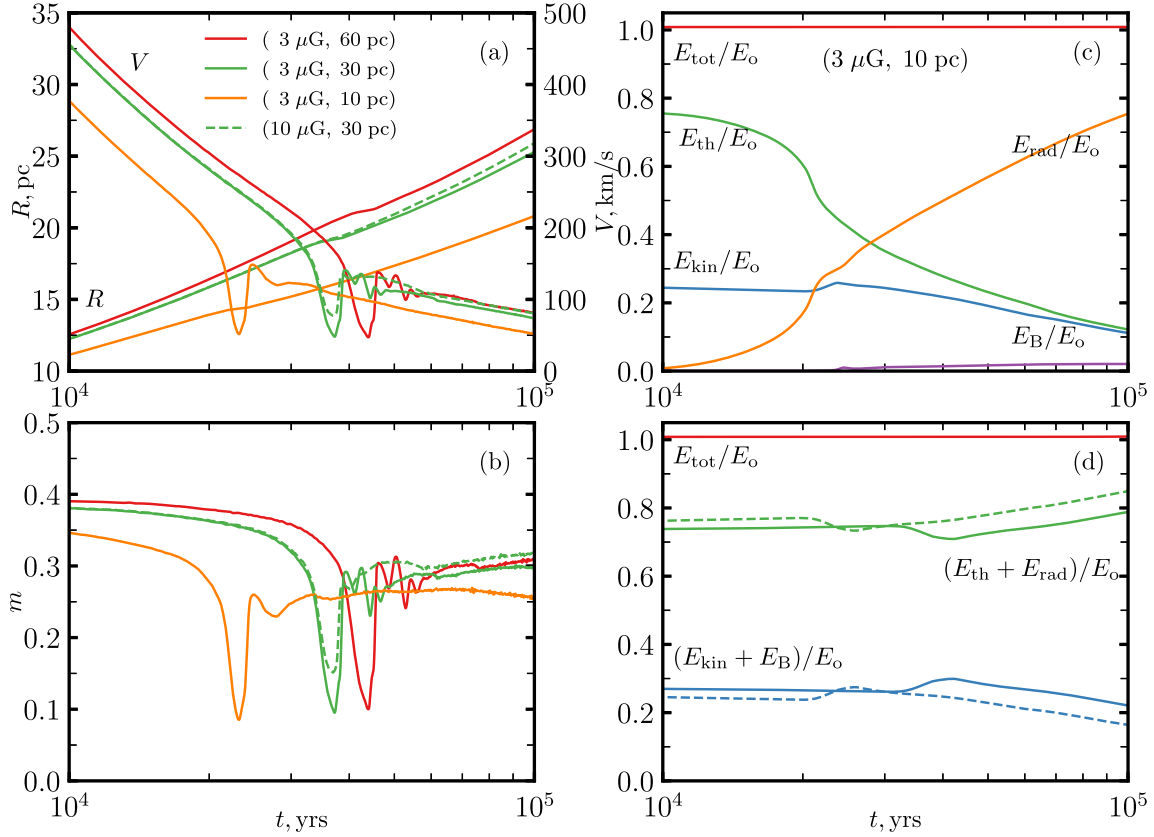 35
30
25
20
15
10
R, pc
500
400
300
200
100
0
V, km/s
10⁴
10⁵
V
R
( 3 μG, 60 pc)
( 3 μG, 30 pc)
( 3 μG, 10 pc)
(10 μG, 30 pc)
(a)
1.0
0.8
0.6
0.4
0.2
0.0
10⁴
10⁵
E_tot/E_o
(3 μG, 10 pc)
(c)
E_th/E_o
E_rad/E_o
E_kin/E_o
E_B/E_o
0.5
0.4
0.3
0.2
0.1
0.0
m
(b)
10⁴
10⁵
t, yrs
1.0
0.8
0.6
0.4
0.2
0.0
E_tot/E_o
(d)
(E_th + E_rad)/E_o
(E_kin + E_B)/E_o
10⁴
10⁵
t, yrs